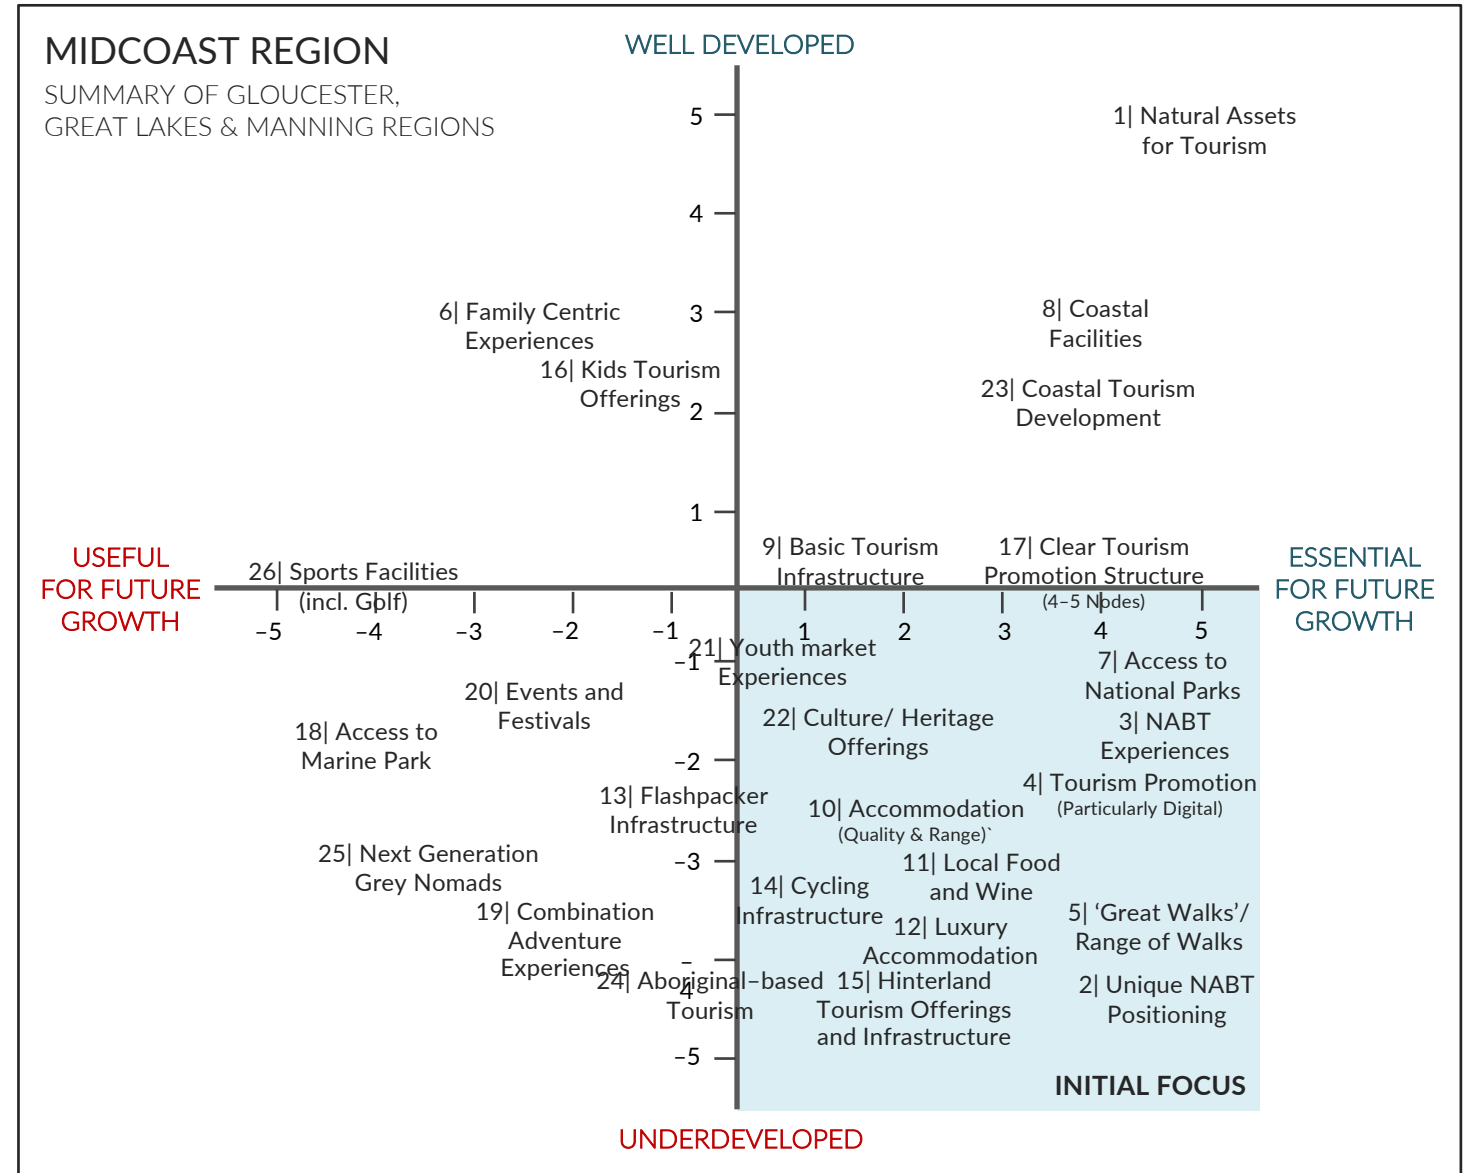 MIDCOAST REGION
SUMMARY OF GLOUCESTER,
GREAT LAKES & MANNING REGIONS
WELL DEVELOPED
5
1| Natural Assets
for Tourism
4
6| Family Centric
Experiences
3
8| Coastal
Facilities
16| Kids Tourism
Offerings
2
23| Coastal Tourism
Development
1
USEFUL
FOR FUTURE
GROWTH
26| Sports Facilities
(incl. Golf)
9| Basic Tourism
Infrastructure
17| Clear Tourism
Promotion Structure
(4–5 Nodes)
ESSENTIAL
FOR FUTURE
GROWTH
–5 –4 –3 –2 –1 1 2 3 4 5
–1
21| Youth market
Experiences
7| Access to
National Parks
20| Events and
Festivals
22| Culture/ Heritage
Offerings
3| NABT
Experiences
18| Access to
Marine Park
–2
13| Flashpacker
Infrastructure
10| Accommodation
(Quality & Range)`
4| Tourism Promotion
(Particularly Digital)
25| Next Generation
Grey Nomads
–3
14| Cycling
Infrastructure
11| Local Food
and Wine
19| Combination
Adventure
Experiences
12| Luxury
Accommodation
5| ‘Great Walks’/
Range of Walks
–
4
24| Aboriginal–based
Tourism
15| Hinterland
Tourism Offerings
and Infrastructure
2| Unique NABT
Positioning
–5
INITIAL FOCUS
UNDERDEVELOPED